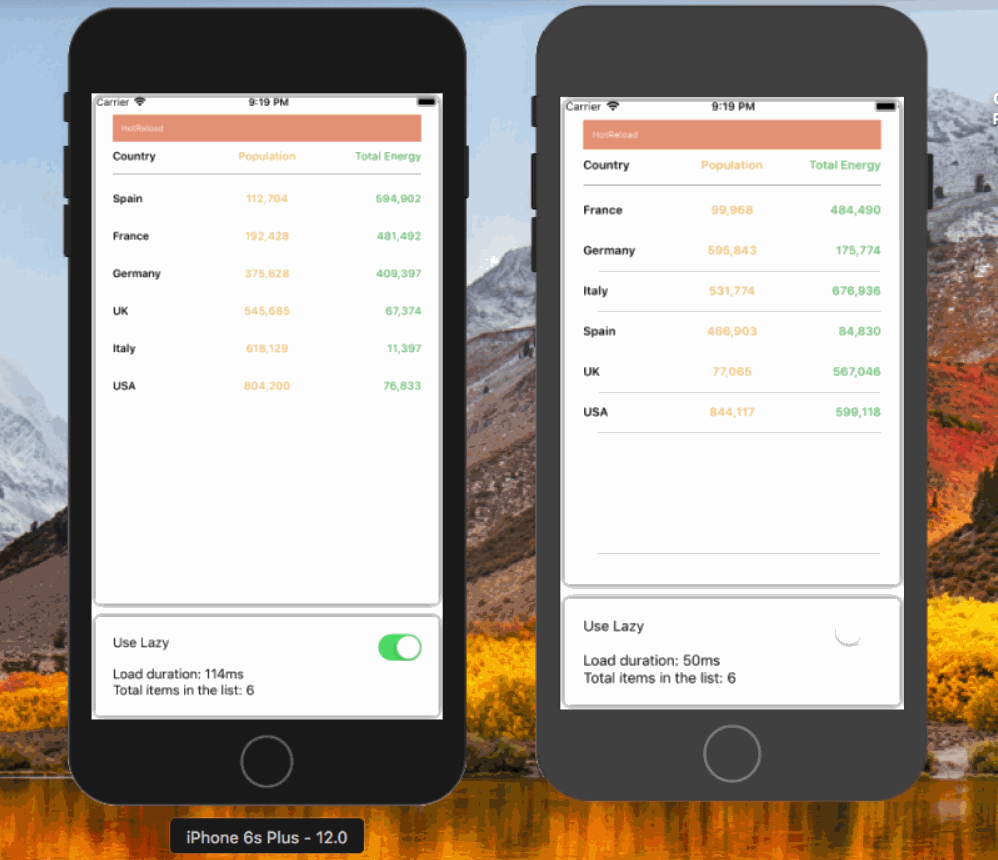 Carrier 9:19 PM
HotReload
Country Population Total Energy
Spain 112,704 594,902
France 192,428 481,492
Germany 375,628 409,397
UK 545,685 67,374
Italy 618,129 11,397
USA 804,200 76,833
Use Lazy
Load duration: 114ms
Total items in the list: 6
iPhone 6s Plus - 12.0
Carrier 9:19 PM
HotReload
Country Population Total Energy
France 99,968 484,490
Germany 595,843 175,774
Italy 531,774 676,936
Spain 466,903 84,830
UK 77,065 567,046
USA 844,117 599,118
Use Lazy
Load duration: 50ms
Total items in the list: 6